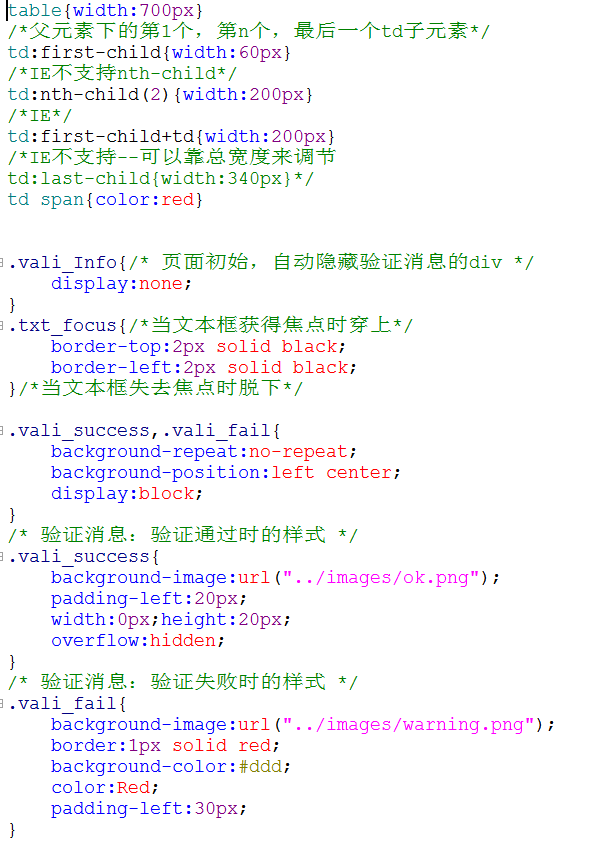 table{width:700px}
/*父元素下的第1个，第n个，最后一个td子元素*/
td:first-child{width:60px}
/*IE不支持nth-child*/
td:nth-child(2){width:200px}
/*IE*/
td:first-child+td{width:200px}
/*IE不支持--可以靠总宽度来调节
td:last-child{width:340px}*/
td span{color:red}
.vali_Info{/* 页面初始，自动隐藏验证消息的div */
    display:none;
}
.txt_focus{/*当文本框获得焦点时穿上*/
    border-top:2px solid black;
    border-left:2px solid black;
}/*当文本框失去焦点时脱下*/
.vali_success,.vali_fail{
    background-repeat:no-repeat;
    background-position:left center;
    display:block;
}
/* 验证消息：验证通过时的样式 */
.vali_success{
    background-image:url("../images/ok.png");
    padding-left:20px;
    width:0px;height:20px;
    overflow:hidden;
}
/* 验证消息：验证失败时的样式 */
.vali_fail{
    background-image:url("../images/warning.png");
    border:1px solid red;
    background-color:#ddd;
    color:Red;
    padding-left:30px;
}